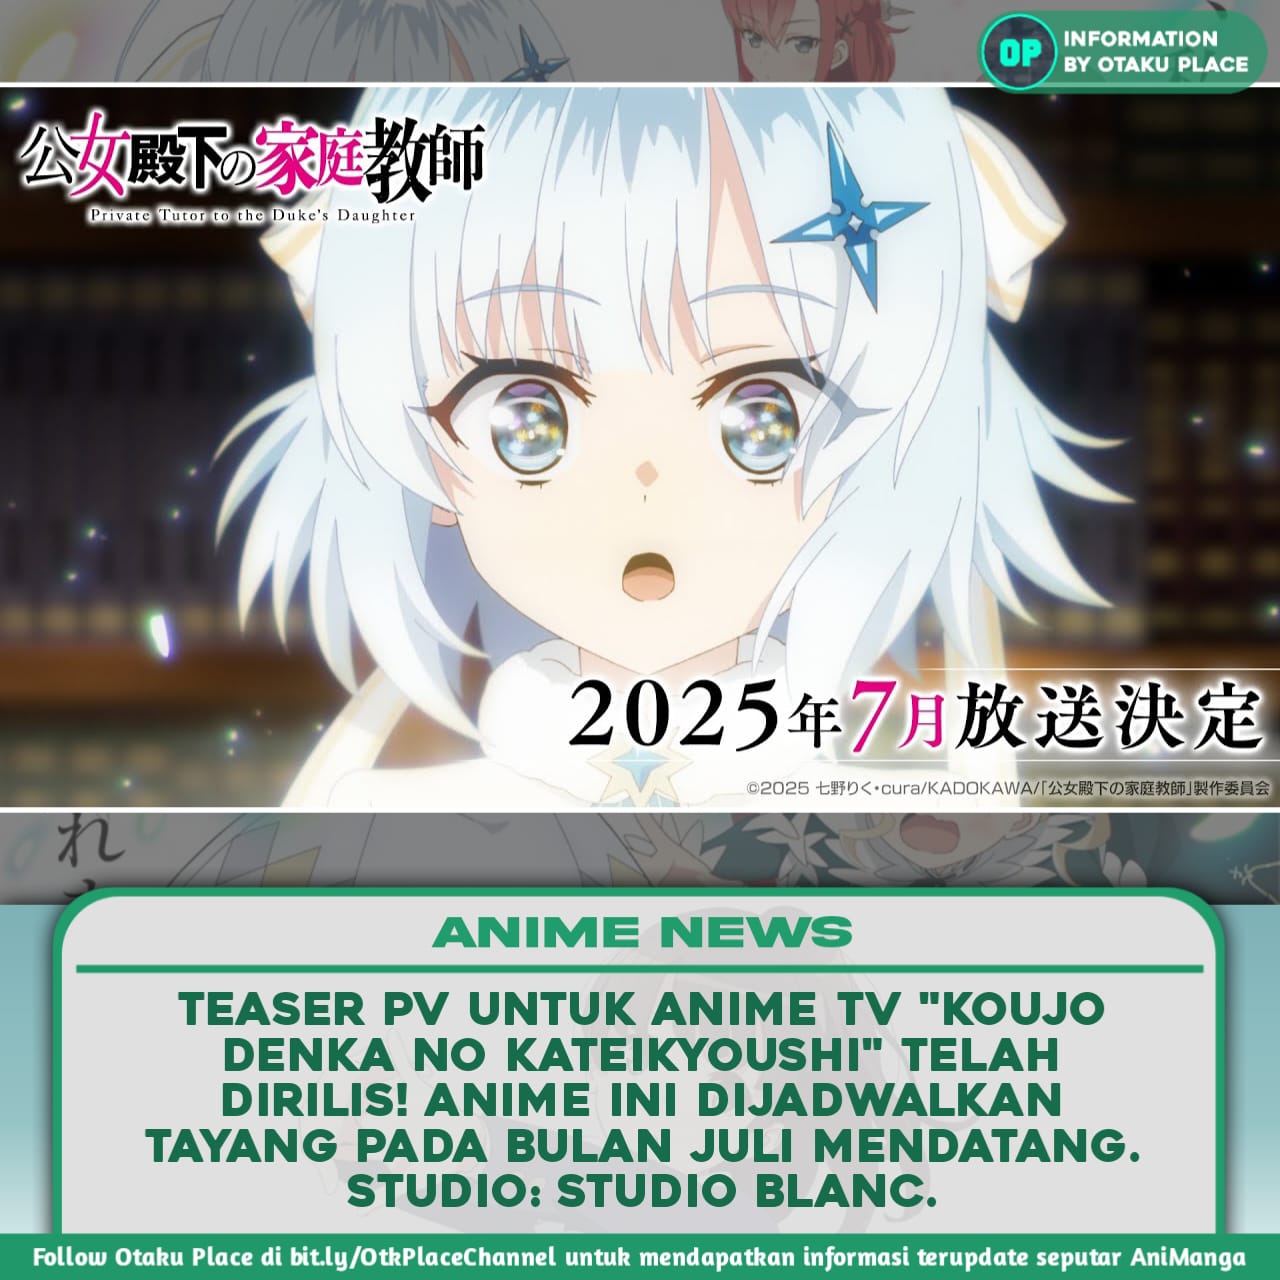 OP
INFORMATION
BY OTAKU PLACE
公女殿下の家庭教師
Private Tutor to the Duke's Daughter
2025年7月放送決定
©2025 七野りく・cura/KADOKAWA/「公女殿下の家庭教師」製作委員会
れ
ANIME NEWS
TEASER PV UNTUK ANIME TV "KOUJO
DENKA NO KATEIKYOUSHI" TELAH
DIRILIS! ANIME INI DIJADWALKAN
TAYANG PADA BULAN JULI MENDATANG.
STUDIO: STUDIO BLANC.
Follow Otaku Place di bit.ly/OtkPlaceChannel untuk mendapatkan informasi terupdate seputar AniManga